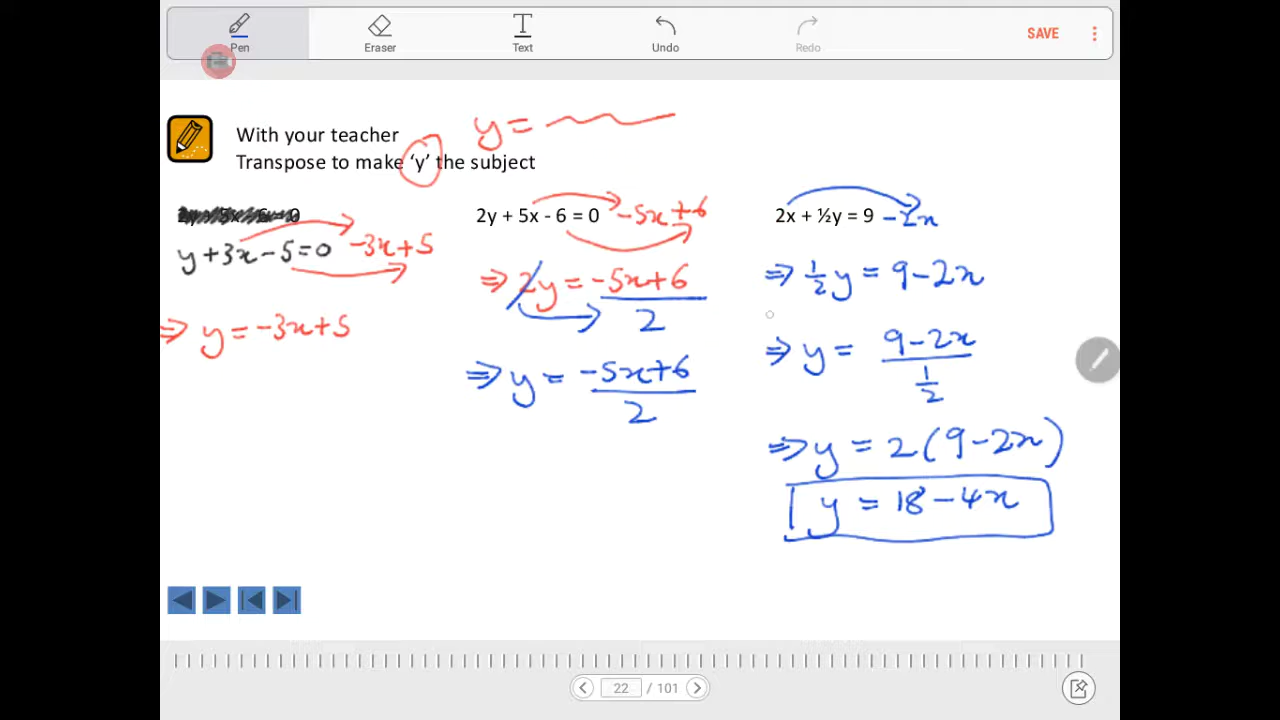 Pen
Eraser
Text
Undo
Redo
SAVE
With your teacher
y =
Transpose to make ‘y’ the subject
y + 3x - 5 = 0 -3x + 5
⇒ y = -3x + 5
2y + 5x - 6 = 0 -5x + 6
⇒ 2y = -5x + 6
2
⇒ y = -5x + 6
2
2x + ½y = 9 - 2x
⇒ ½y = 9 - 2x
⇒ y = 9 - 2x
½
⇒ y = 2(9 - 2x)
y = 18 - 4x
22 / 101